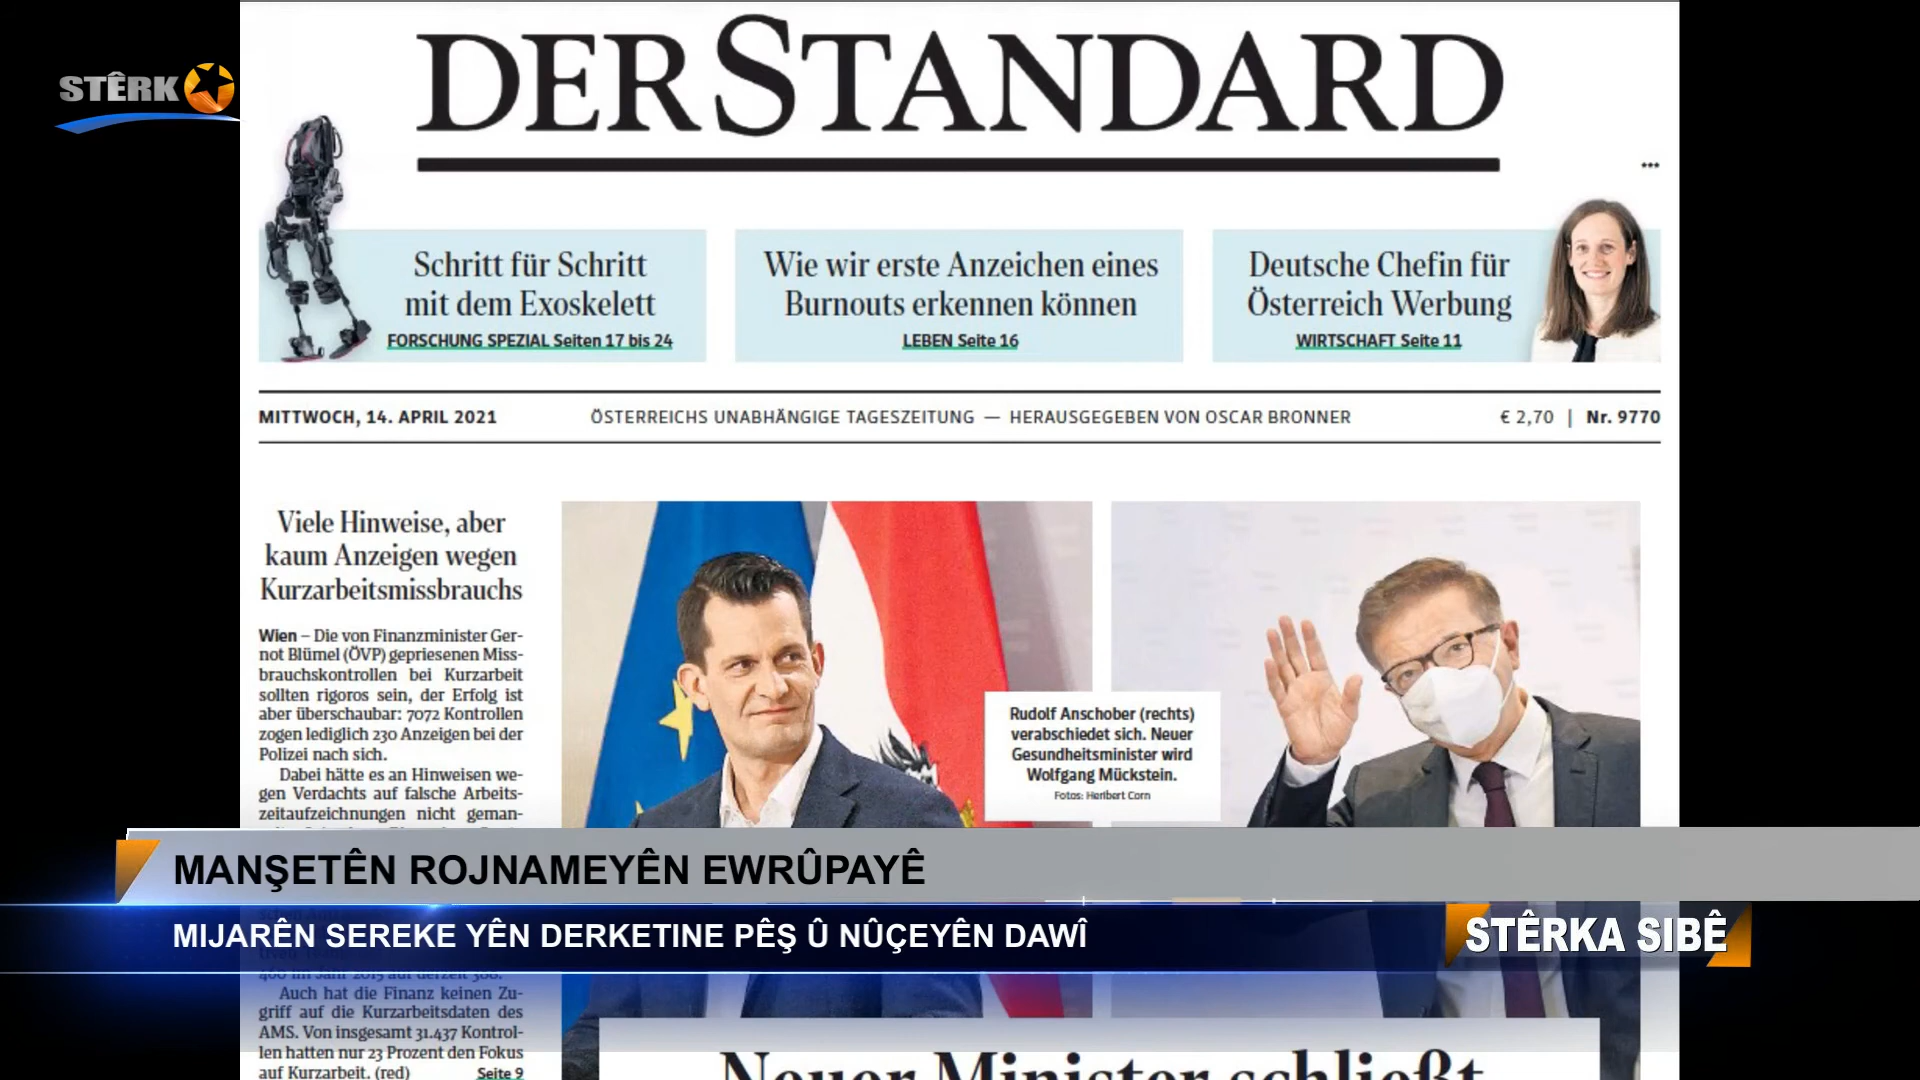 STÊRK
DERSTANDARD
Schritt für Schritt
mit dem Exoskelett
FORSCHUNG SPEZIAL Seiten 17 bis 24
Wie wir erste Anzeichen eines
Burnouts erkennen können
LEBEN Seite 16
Deutsche Chefin für
Österreich Werbung
WIRTSCHAFT Seite 11
MITTWOCH, 14. APRIL 2021
ÖSTERREICHS UNABHÄNGIGE TAGESZEITUNG — HERAUSGEGEBEN VON OSCAR BRONNER
€ 2,70 | Nr. 9770
Viele Hinweise, aber
kaum Anzeigen wegen
Kurzarbeitsmissbrauchs
Wien – Die von Finanzminister Ger-
not Blümel (ÖVP) gepriesenen Miss-
brauchskontrollen bei Kurzarbeit
sollten rigoros sein, der Erfolg ist
aber überschaubar: 7072 Kontrollen
zogen lediglich 230 Anzeigen bei der
Polizei nach sich.
Dabei hätte es an Hinweisen we-
gen Verdachts auf falsche Arbeits-
zeitaufzeichnungen nicht geman-
Rudolf Anschober (rechts)
verabschiedet sich. Neuer
Gesundheitsminister wird
Wolfgang Mückstein.
Fotos: Heribert Corn
MANŞETÊN ROJNAMEYÊN EWRÛPAYÊ
MIJARÊN SEREKE YÊN DERKETINE PÊŞ Û NÛÇEYÊN DAWÎ
STÊRKA SIBÊ
Auch hat die Finanz keinen Zu-
griff auf die Kurzarbeitsdaten des
AMS. Von insgesamt 31.437 Kontrol-
len hatten nur 23 Prozent den Fokus
auf Kurzarbeit. (red) Seite 9
Neuer Minister schließt